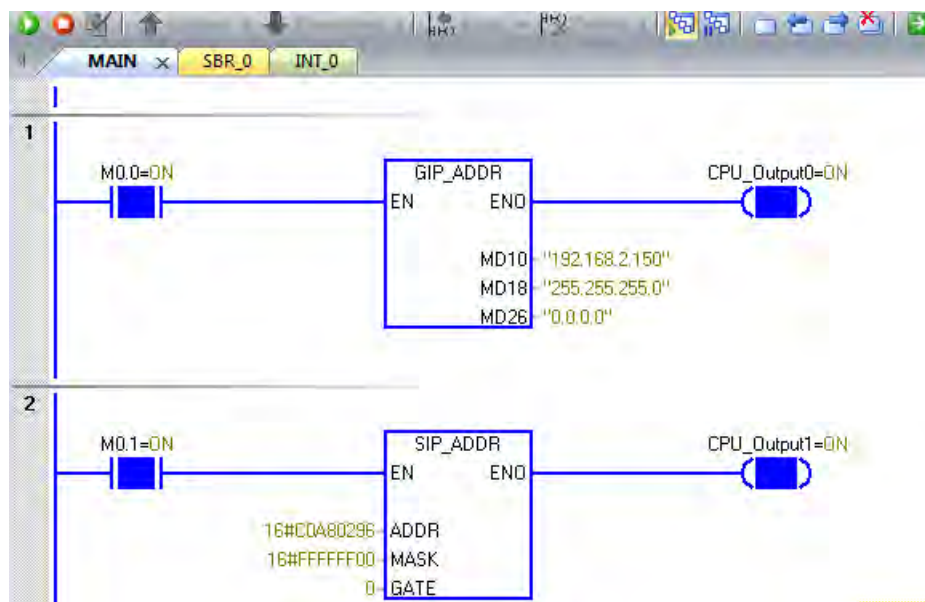 MAIN × SBR_0 INT_0
1
M0.0=ON GIP_ADDR CPU_Output0=ON
EN ENO
MD10 "192.168.2.150"
MD18 "255.255.255.0"
MD26 "0.0.0.0"
2
M0.1=ON SIP_ADDR CPU_Output1=ON
EN ENO
16#C0A80296 ADDR
16#FFFFFF00 MASK
0 GATE